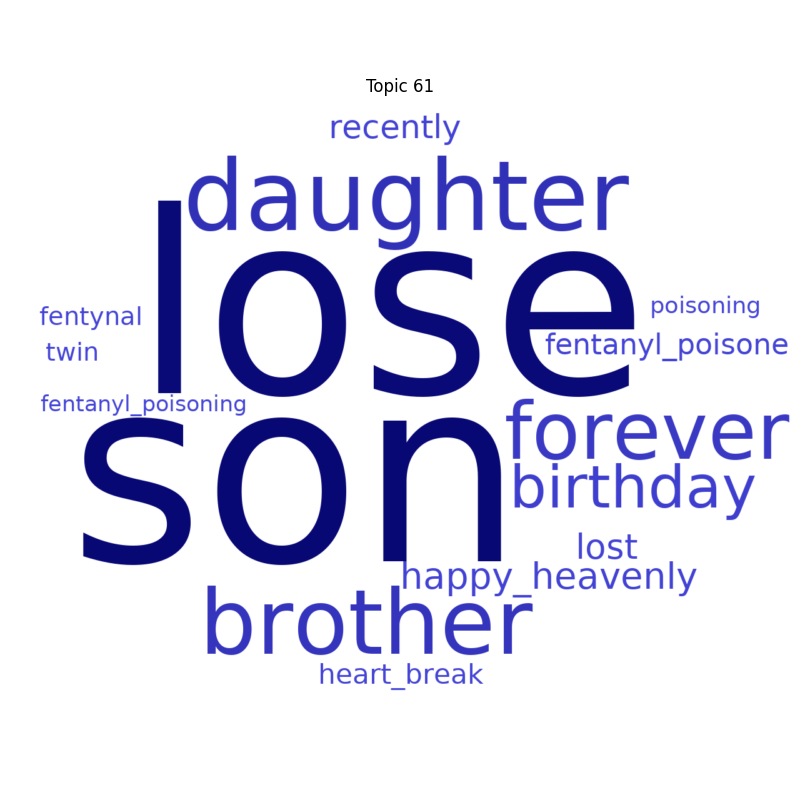 Topic 61
recently
daughter
lose
poisoning
fentynal
fentanyl_poisone
twin
fentanyl_poisoning
forever
son
birthday
lost
happy_heavenly
brother
heart_break